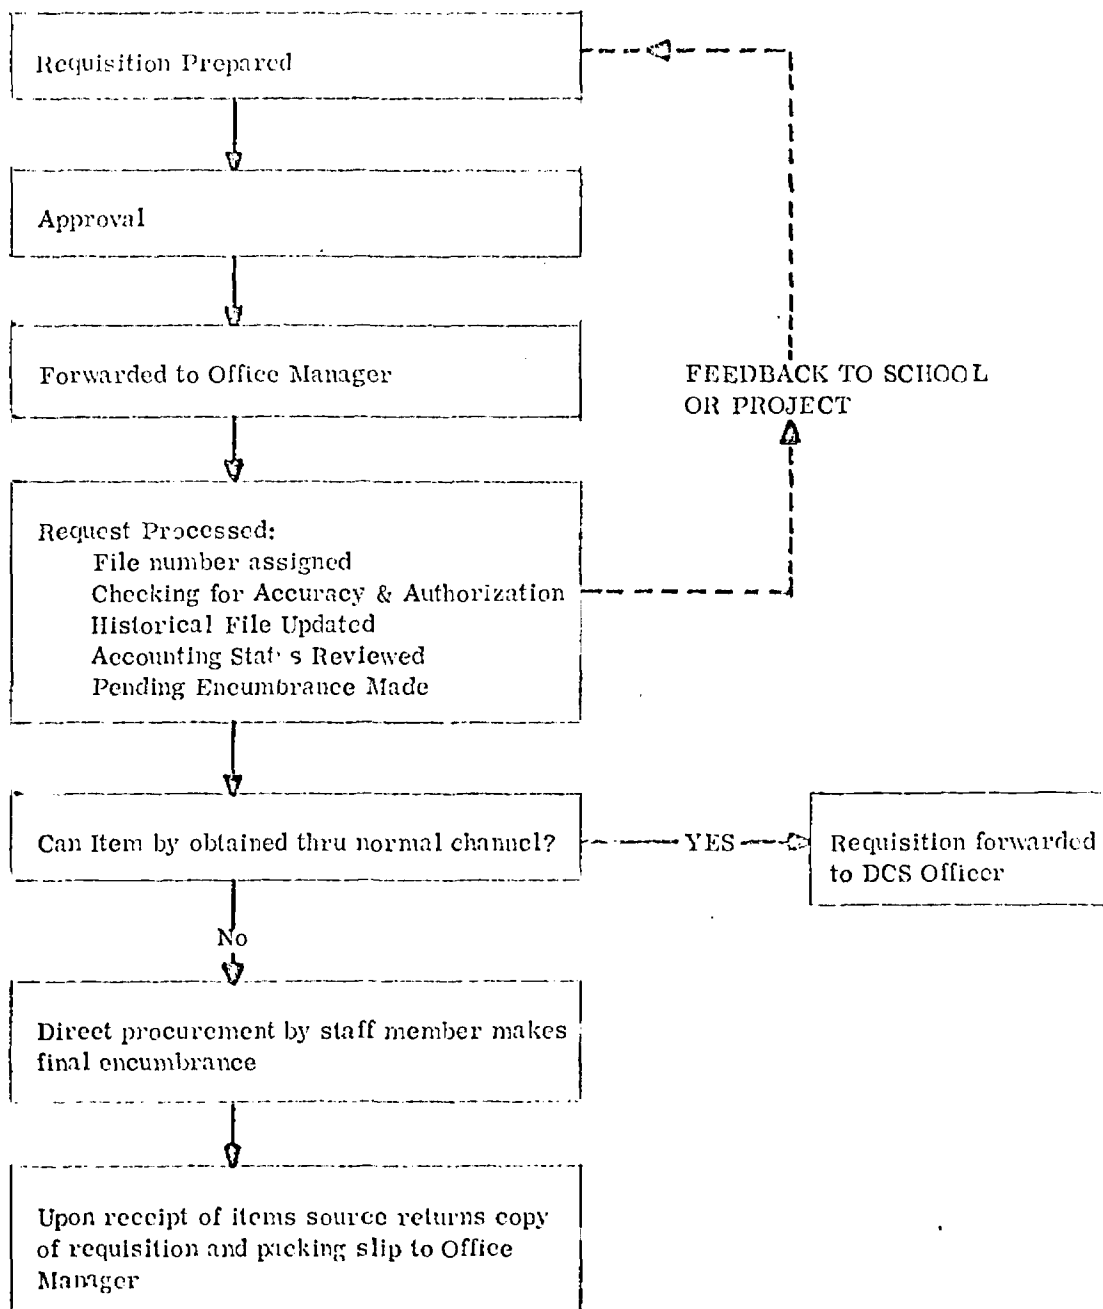 Requisition Prepared
Approval
Forwarded to Office Manager
FEEDBACK TO SCHOOL
OR PROJECT
Request Processed:
File number assigned
Checking for Accuracy & Authorization
Historical File Updated
Accounting Reviewed
Pending Encumbrance Made
Can Item by obtained thru normal channel?
YES
Requisition forwarded
to DCS Officer
No
Direct procurement by staff member makes
final encumbrance
Upon receipt of items source returns copy
of requisition and packing slip to Office
Manager